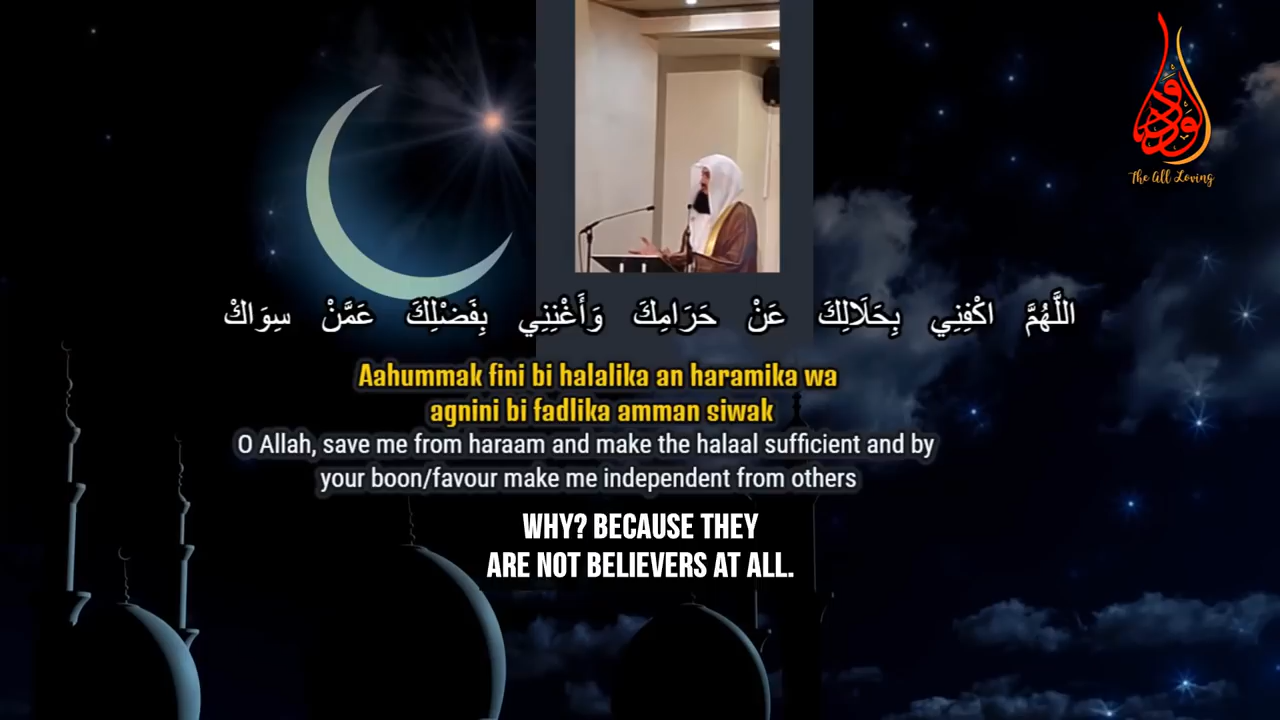 The All Loving
اللَّهُمَّ اكْفِنِي بِحَلَالِكَ عَنْ حَرَامِكَ وَأَغْنِنِي بِفَضْلِكَ عَمَّنْ سِوَاكْ
Aahummak fini bi halalika an haramika wa
agnini bi fadlika amman siwak
O Allah, save me from haraam and make the halaal sufficient and by
your boon/favour make me independent from others
WHY? BECAUSE THEY
ARE NOT BELIEVERS AT ALL.